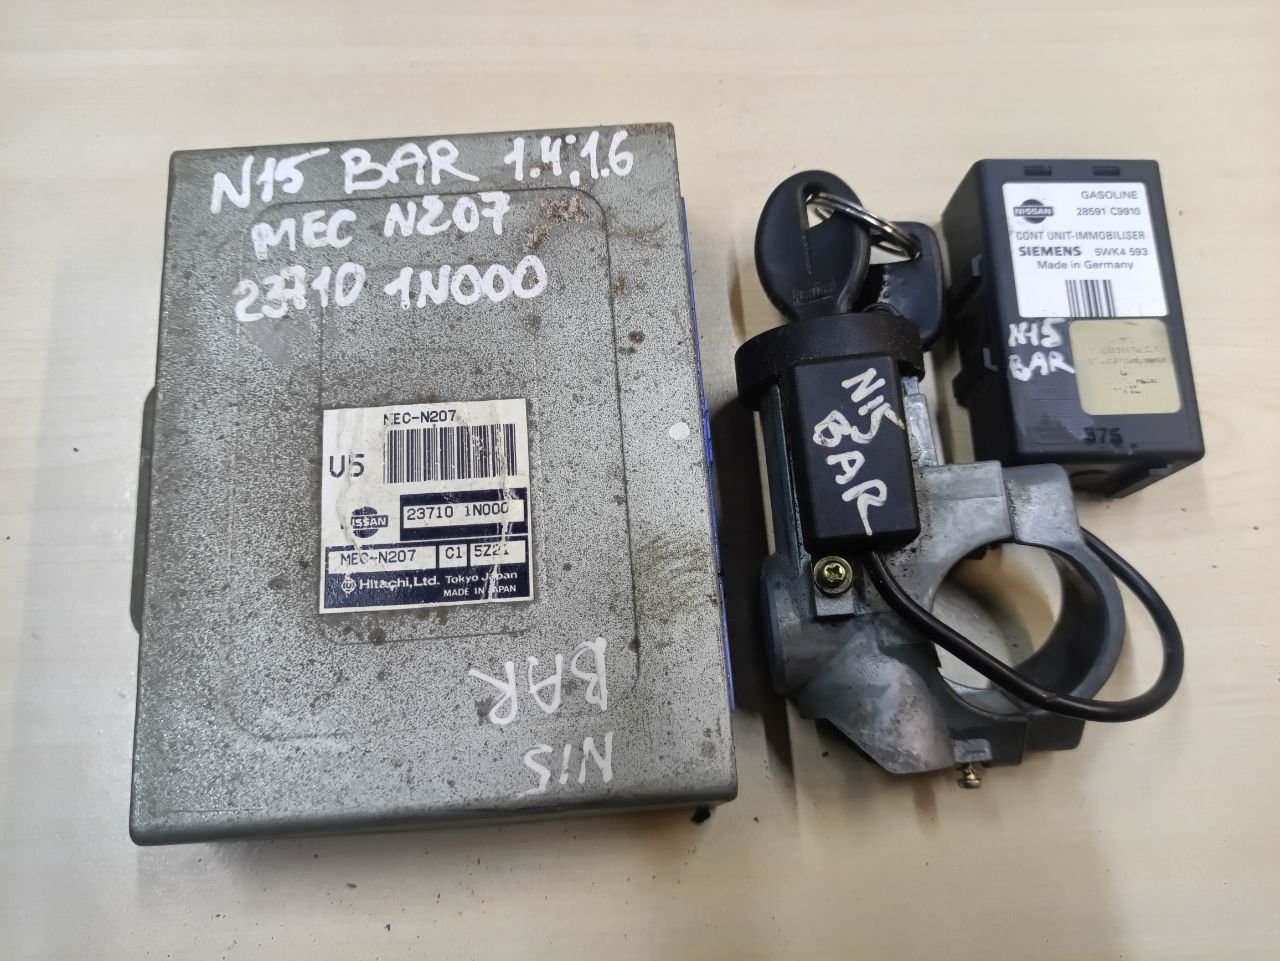 N15 BAR 1.4;1.6
MEC N207
23710 1N000
MEC-N207
V5
NISSAN
23710 1N000
MEC-N207 C1 5Z21
Hitachi, Ltd. Tokyo Japan
MADE IN JAPAN
BAR
N15
N15
BAR
GASOLINE
NISSAN 28591 C9910
CONT UNIT-IMMOBILISER
SIEMENS 5WK4 593
Made in Germany
N15
BAR
375